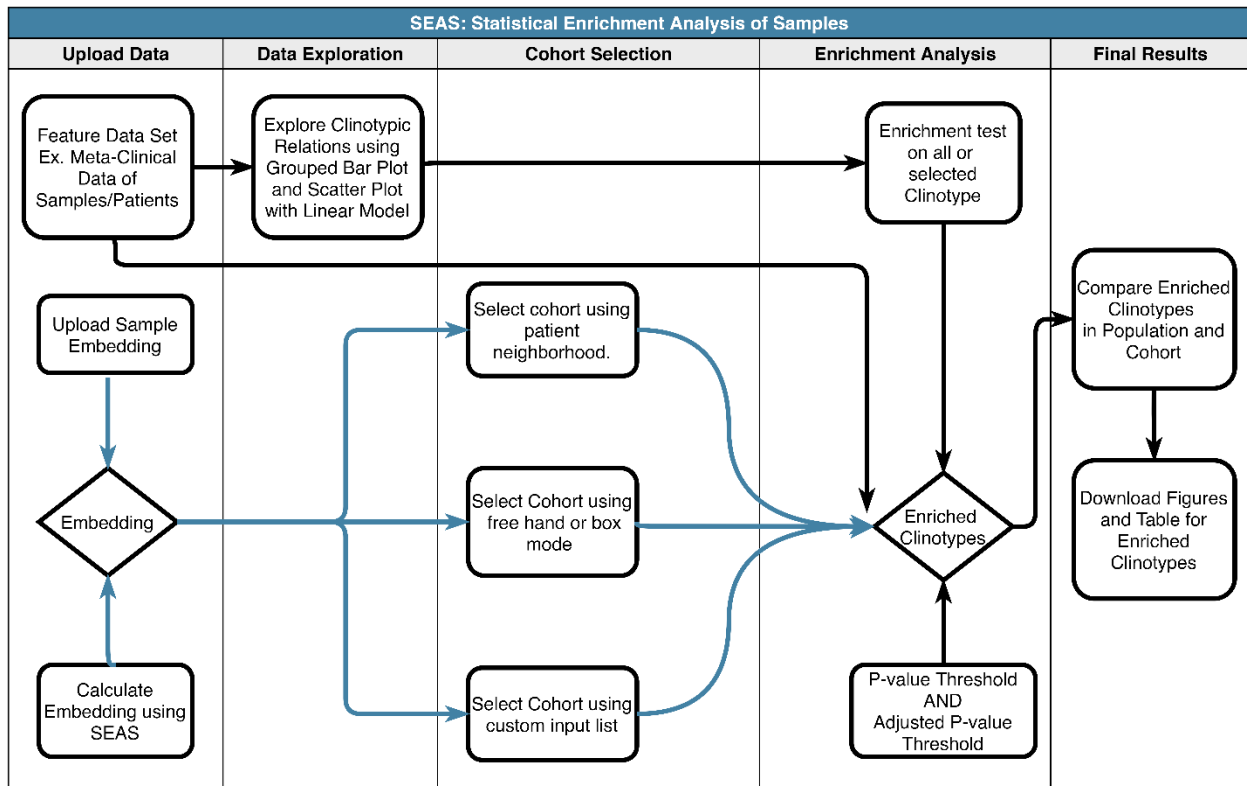 SEAS: Statistical Enrichment Analysis of Samples
Upload Data
Data Exploration
Cohort Selection
Enrichment Analysis
Final Results
Feature Data Set
Ex. Meta-Clinical
Data of
Samples/Patients
Explore Clinotypic
Relations using
Grouped Bar Plot
and Scatter Plot
with Linear Model
Enrichment test
on all or
selected
Clinotype
Upload Sample
Embedding
Embedding
Calculate
Embedding using
SEAS
Select cohort using
patient
neighborhood.
Select Cohort using
free hand or box
mode
Select Cohort using
custom input list
Enriched
Clinotypes
P-value Threshold
AND
Adjusted P-value
Threshold
Compare Enriched
Clinotypes
in Population and
Cohort
Download Figures
and Table for
Enriched
Clinotypes